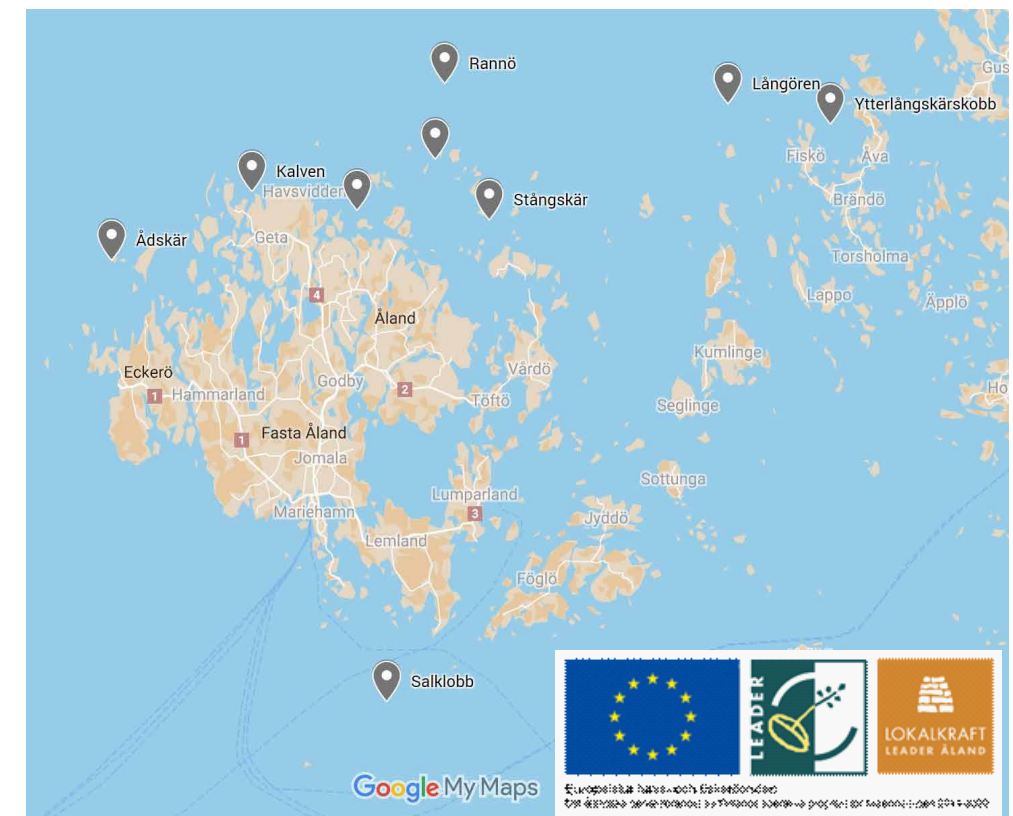 Rannö
Långören
Gus
Ytterlångskärskobb
Fiskö
Åva
Kalven
Havsvidden
Stångskär
Brändö
Ådskär
Geta
Torsholma
4
Lappo
Äpplö
Åland
Kumlinge
Eckerö
Vårdö
Godby
1
Hammarland
2
Töftö
Ho
Seglinge
1
Fasta Åland
Jomala
Sottunga
Lumparland
Mariehamn
3
Jyddö
Lemland
Föglö
Salklobb
LEADER
LOKALKRAFT
LEADER ÅLAND
Google My Maps
Europeiska havs- och fiskerifonden